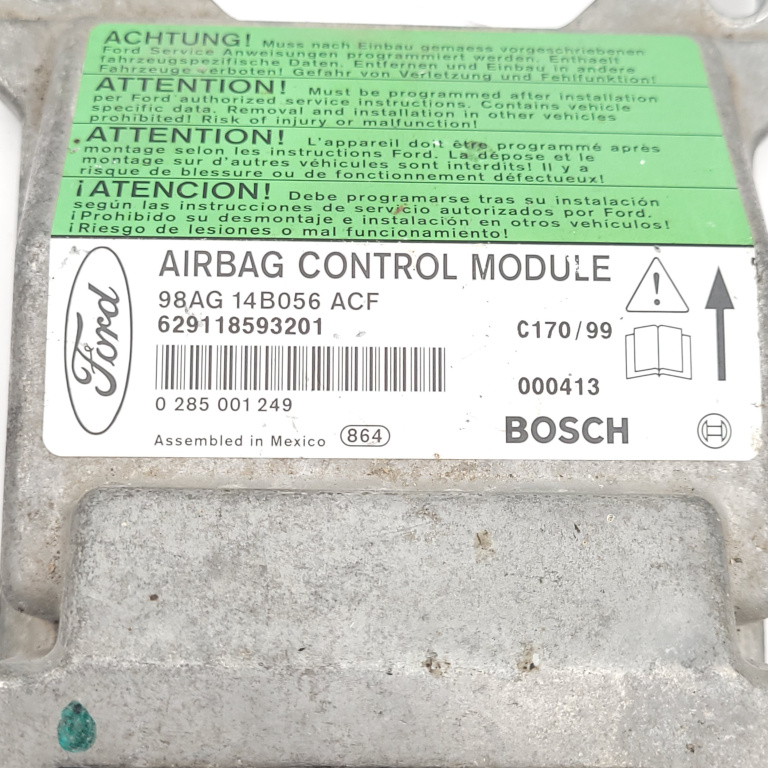 ACHTUNG! Muss nach Einbau gemaess vorgeschriebenen
Ford Service Anweisungen programmiert werden. Enthaelt
fahrzeugspezifische Daten. Entfernen und Einbau in andere
Fahrzeuge verboten! Gefahr von Verletzung und Fehlfunktion!
ATTENTION! Must be programmed after installation
per Ford authorized service instructions. Contains vehicle
specific data. Removal and installation in other vehicles
prohibited! Risk of injury or malfunction!
ATTENTION! L'appareil doit être programmé après
montage selon les instructions Ford. La dépose et le
montage sur d'autres véhicules sont interdits! Il y a
risque de blessure ou de fonctionnement défectueux!
¡ATENCION! Debe programarse tras su instalación
según las instrucciones de servicio autorizados por Ford.
¡Prohibido su desmontaje e instalación en otros vehículos!
¡Riesgo de lesiones o mal funcionamiento!
Ford
AIRBAG CONTROL MODULE
98AG 14B056 ACF
629118593201
C170/99
000413
0 285 001 249
Assembled in Mexico 864
BOSCH